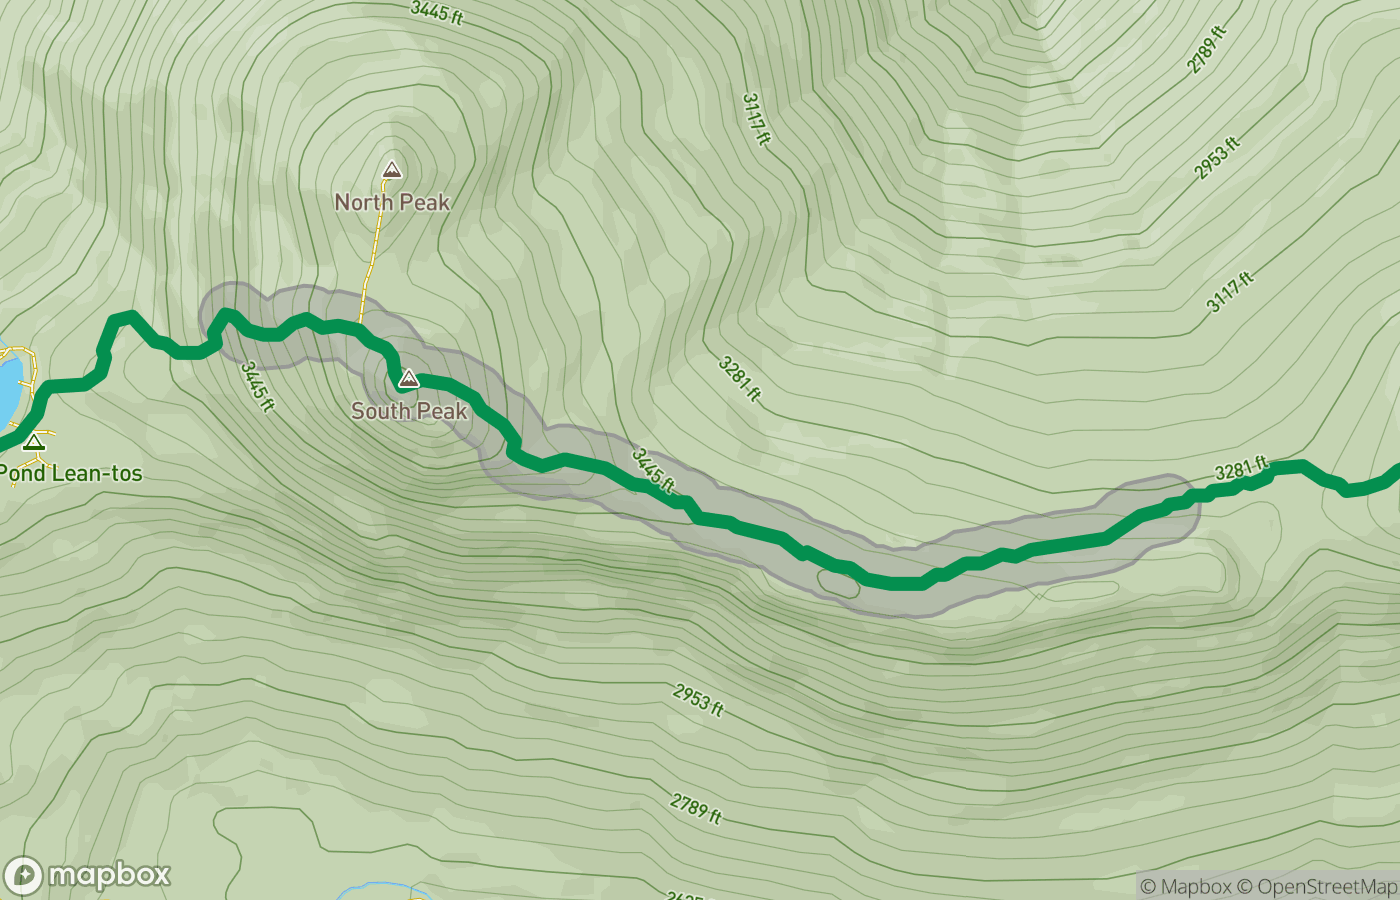 3445 ft
2789 ft
3117 ft
2953 ft
North Peak
3117 ft
3281 ft
3445 ft
South Peak
3445 ft
3281 ft
Pond Lean-tos
2953 ft
2789 ft
mapbox
© Mapbox © OpenStreetMap